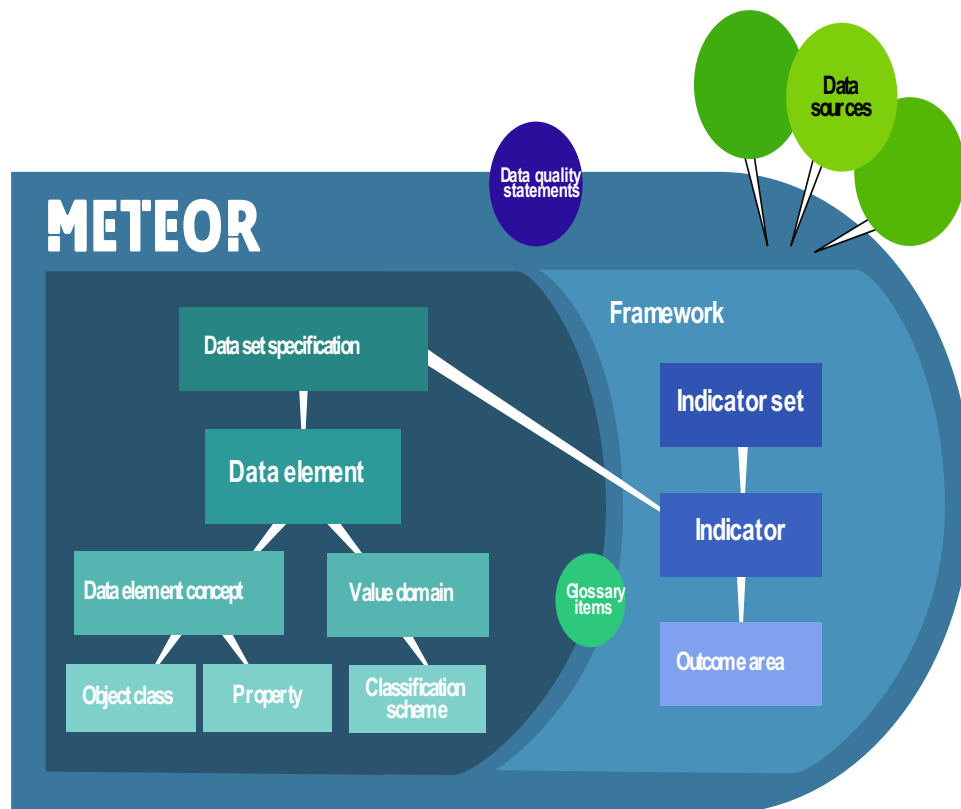 Data
sources
Data quality
statements
METEOR
Framework
Data set specification
Indicator set
Data element
Indicator
Data element concept
Value domain
Glossary
items
Outcome area
Object class
Property
Classification
scheme